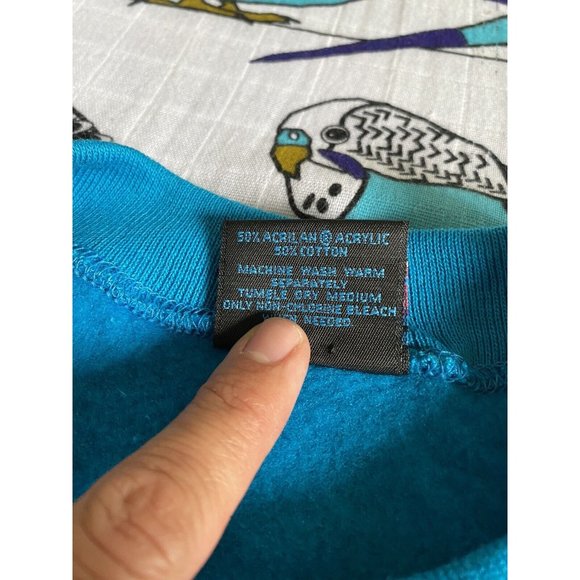 50% ACRILAN ® ACRYLIC
50% COTTON
MACHINE WASH WARM
SEPARATELY
TUMBLE DRY MEDIUM
ONLY NON-CHLORINE BLEACH
NEEDED